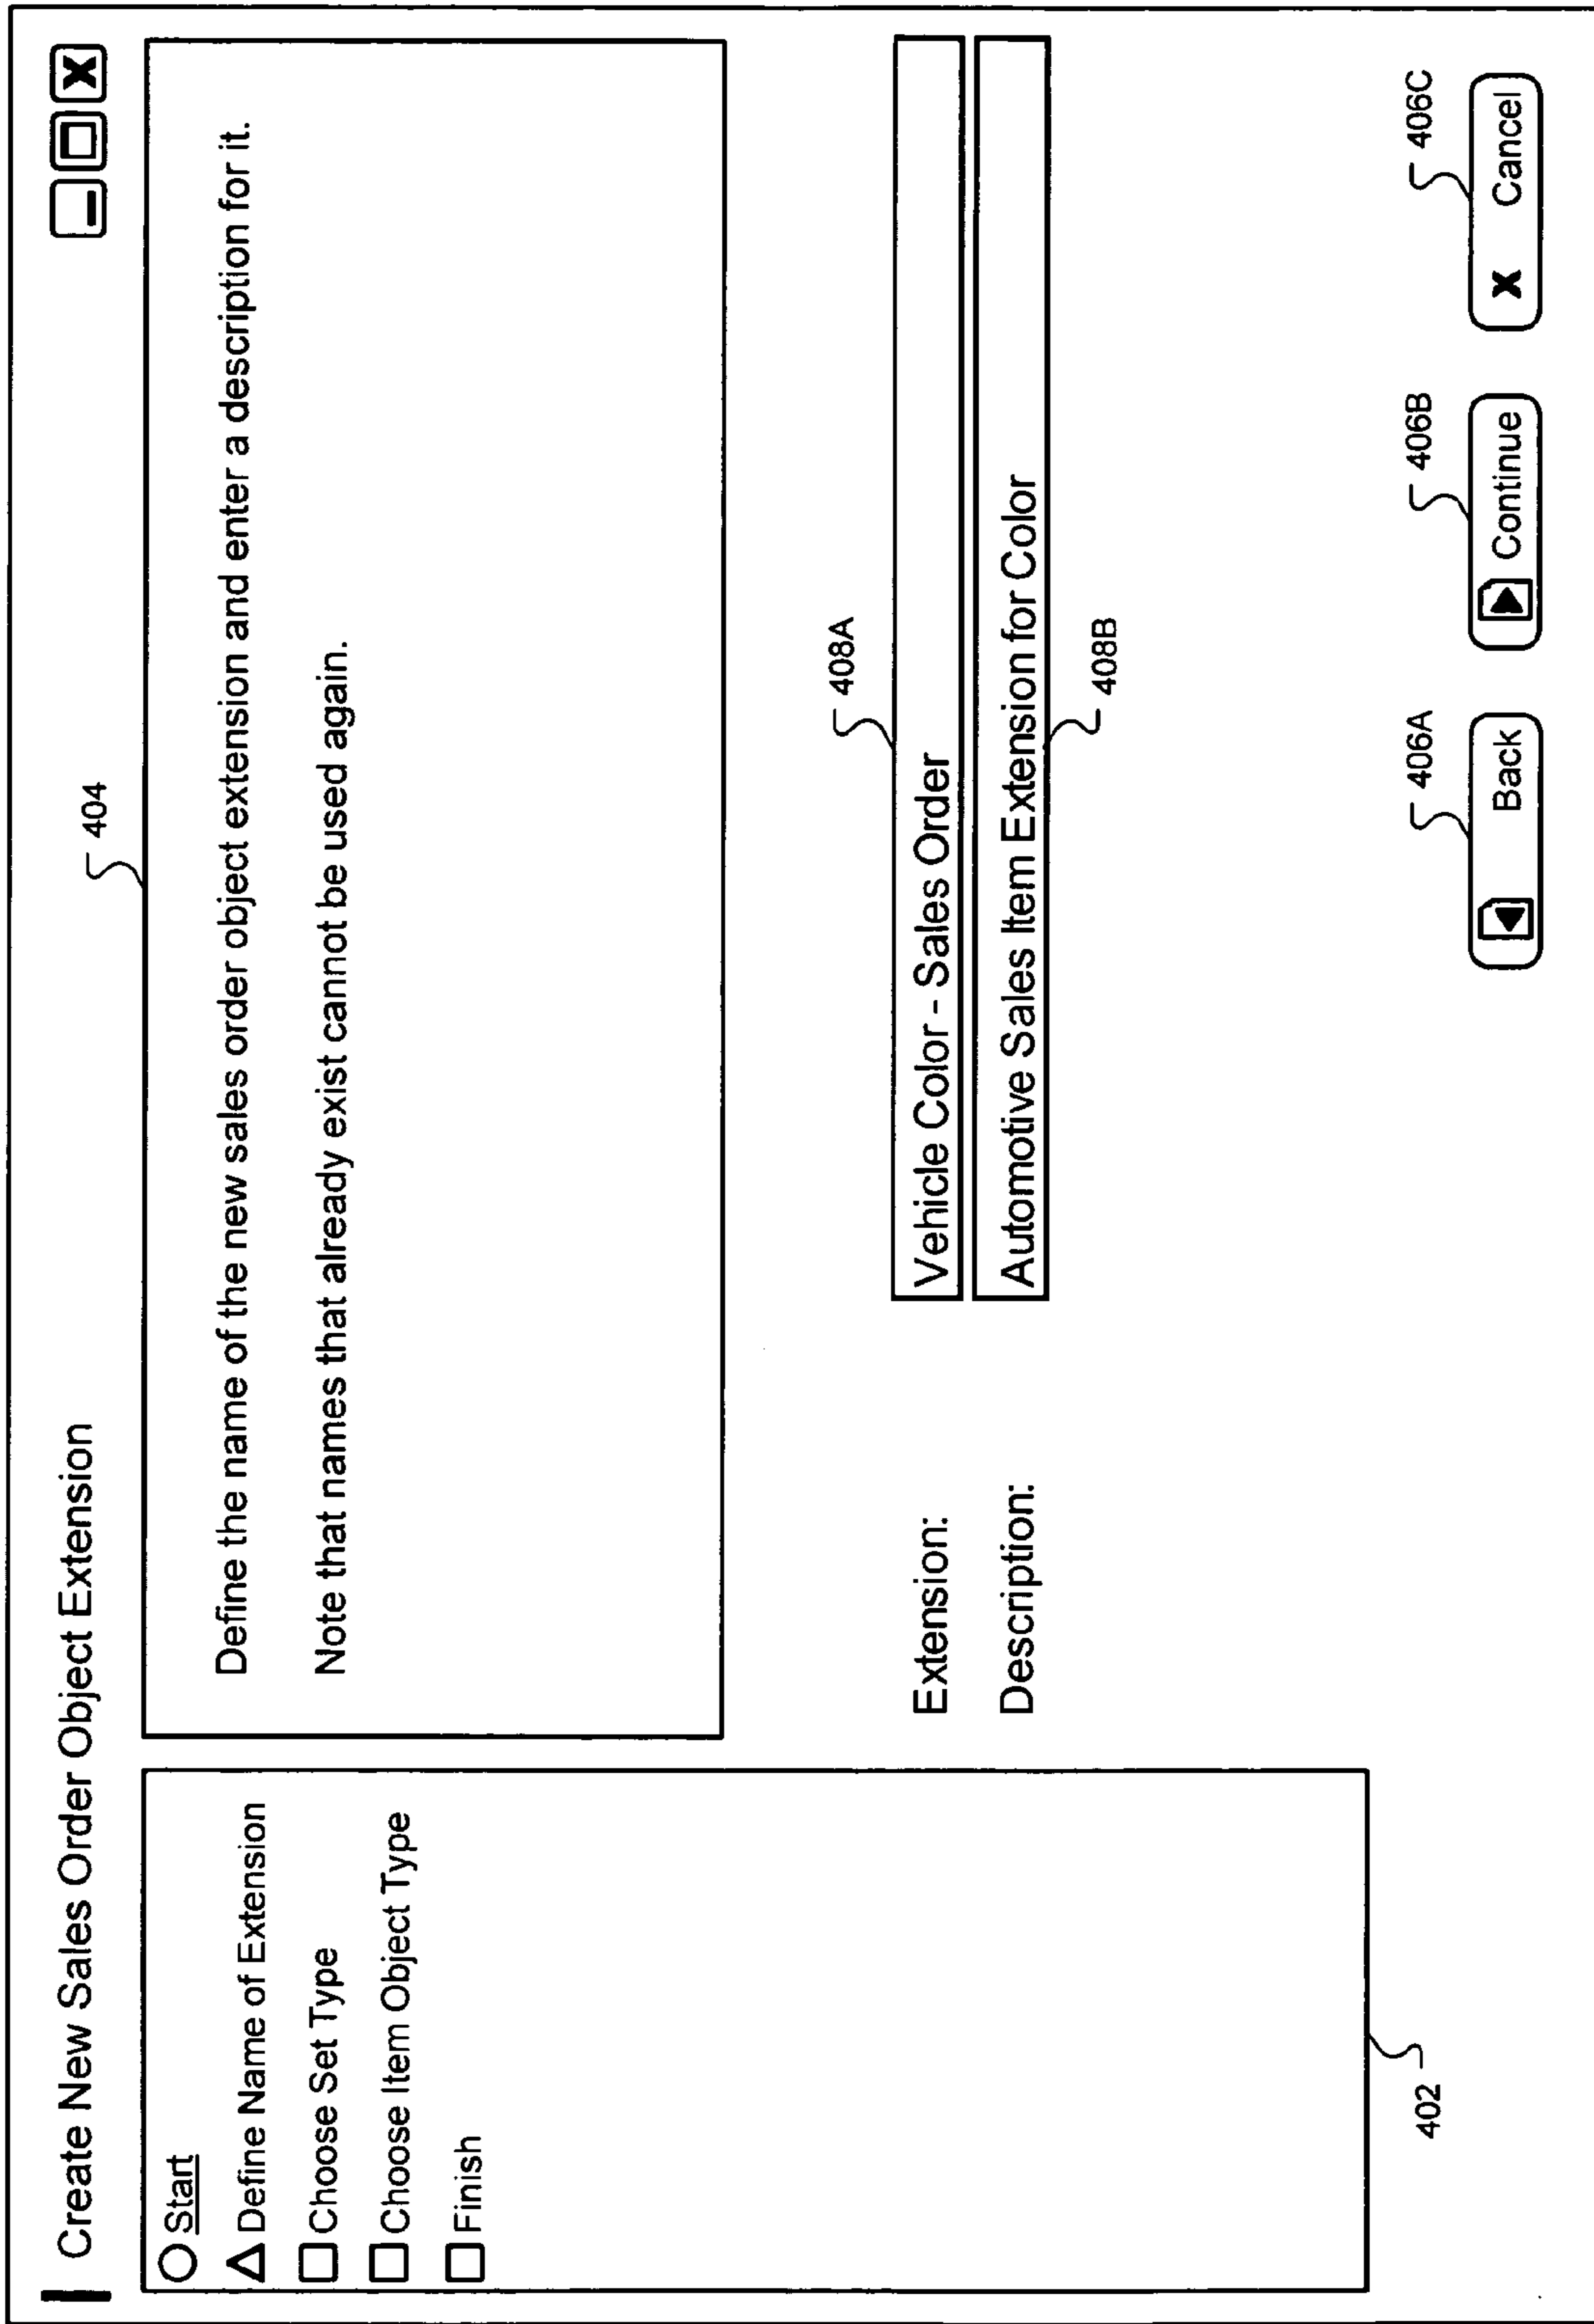 Create New Sales Order Object Extension
404
Start
Define Name of Extension
Choose Set Type
Choose Item Object Type
Finish
402
Define the name of the new sales order object extension and enter a description for it.
Note that names that already exist cannot be used again.
408A
Extension: Vehicle Color - Sales Order
Description: Automotive Sales Item Extension for Color
408B
406A
406B
406C
Back
Continue
x Cancel